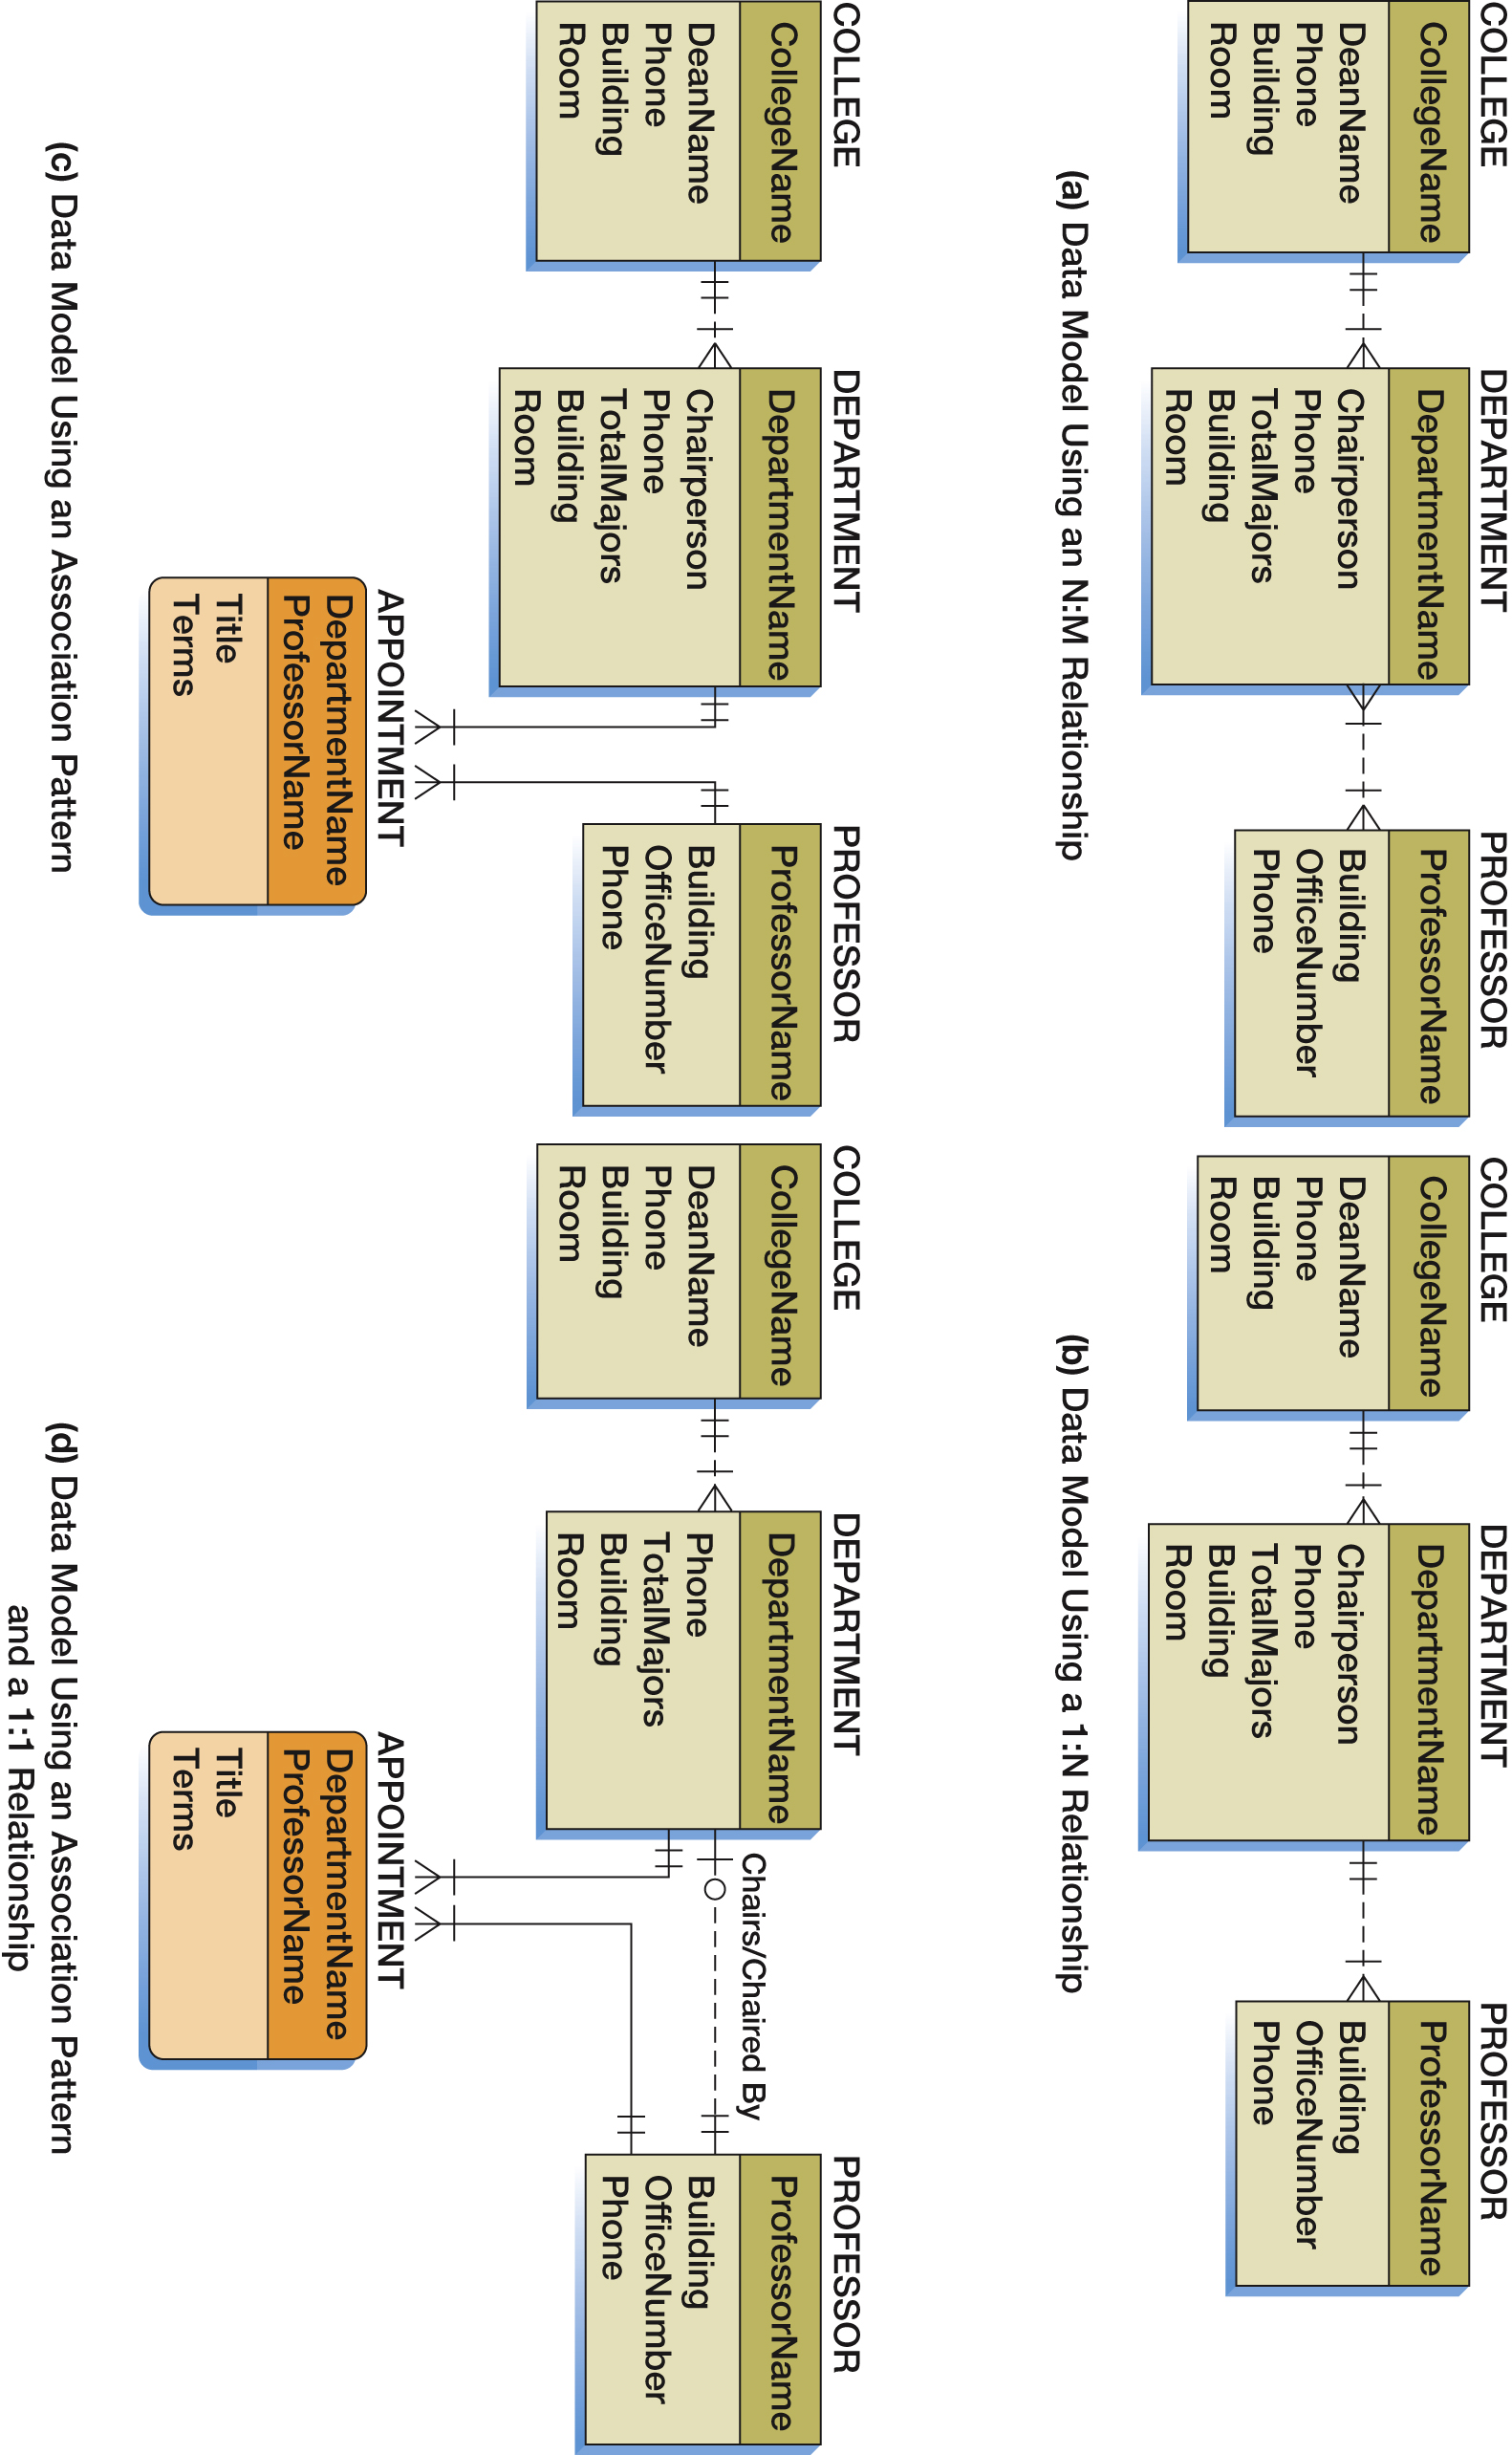 COLLEGE
CollegeName
DeanName
Phone
Building
Room
DEPARTMENT
DepartmentName
Chairperson
Phone
TotalMajors
Building
Room
PROFESSOR
ProfessorName
Building
OfficeNumber
Phone
(a) Data Model Using an N:M Relationship
COLLEGE
CollegeName
DeanName
Phone
Building
Room
DEPARTMENT
DepartmentName
Chairperson
Phone
TotalMajors
Building
Room
PROFESSOR
ProfessorName
Building
OfficeNumber
Phone
(b) Data Model Using a 1:N Relationship
COLLEGE
CollegeName
DeanName
Phone
Building
Room
DEPARTMENT
DepartmentName
Chairperson
Phone
TotalMajors
Building
Room
PROFESSOR
ProfessorName
Building
OfficeNumber
Phone
APPOINTMENT
DepartmentName
ProfessorName
Title
Terms
(c) Data Model Using an Association Pattern
COLLEGE
CollegeName
DeanName
Phone
Building
Room
DEPARTMENT
DepartmentName
Phone
TotalMajors
Building
Room
Chairs/Chaired By
PROFESSOR
ProfessorName
Building
OfficeNumber
Phone
APPOINTMENT
DepartmentName
ProfessorName
Title
Terms
(d) Data Model Using an Association Pattern
and a 1:1 Relationship